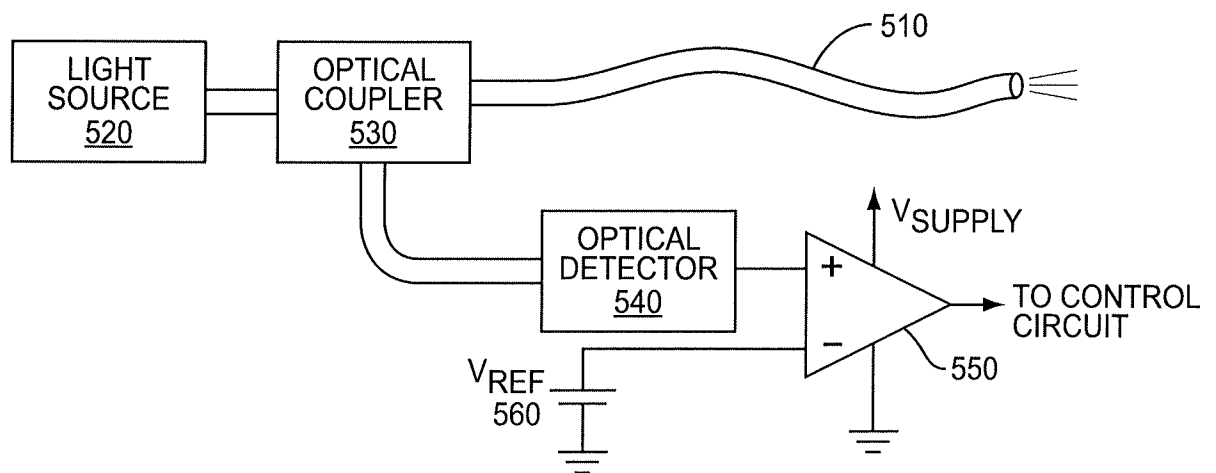 510
LIGHT
SOURCE
520
OPTICAL
COUPLER
530
VSUPPLY
OPTICAL
DETECTOR
540
+
−
TO CONTROL
CIRCUIT
550
VREF
560